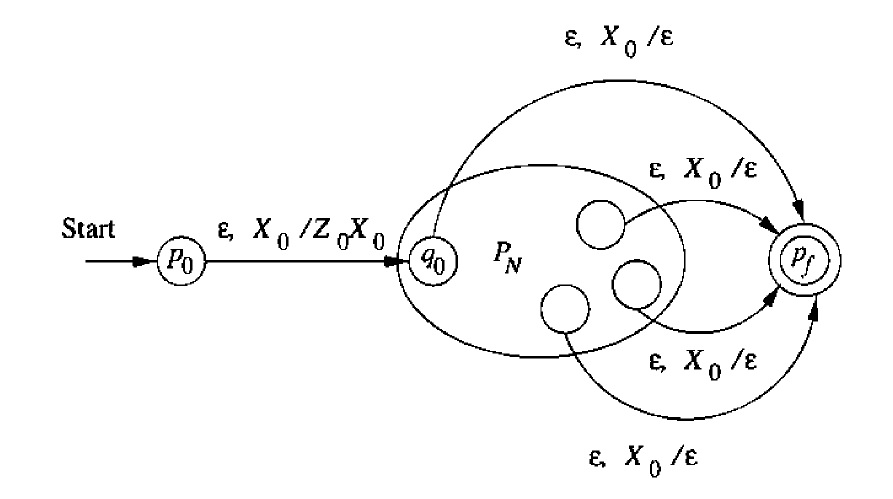 ε, X0/ε
ε, X0/ε
Start
p0
ε, X0/Z0X0
q0
PN
pf
ε, X0/ε
ε, X0/ε